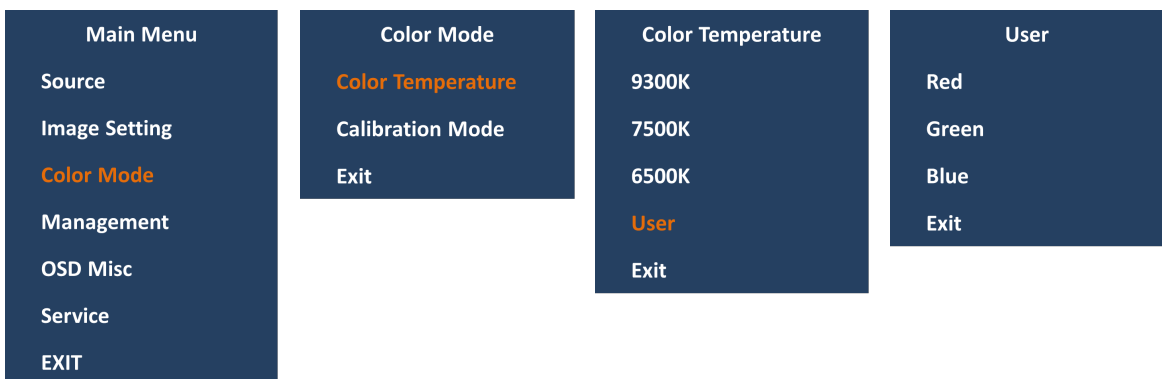 Main Menu
Source
Image Setting
Color Mode
Management
OSD Misc
Service
EXIT
Color Mode
Color Temperature
Calibration Mode
Exit
Color Temperature
9300K
7500K
6500K
User
Exit
User
Red
Green
Blue
Exit